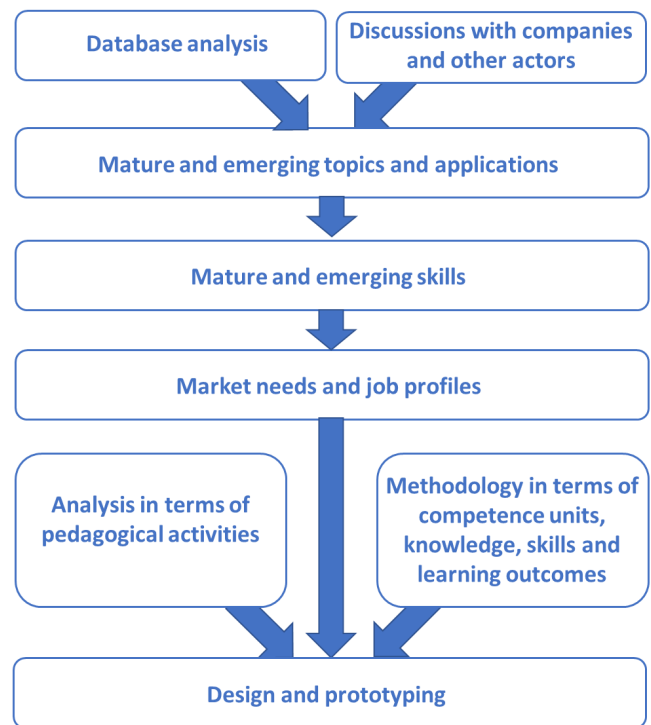 Database analysis
Discussions with companies
and other actors
Mature and emerging topics and applications
Mature and emerging skills
Market needs and job profiles
Analysis in terms of
pedagogical activities
Methodology in terms of
competence units,
knowledge, skills and
learning outcomes
Design and prototyping